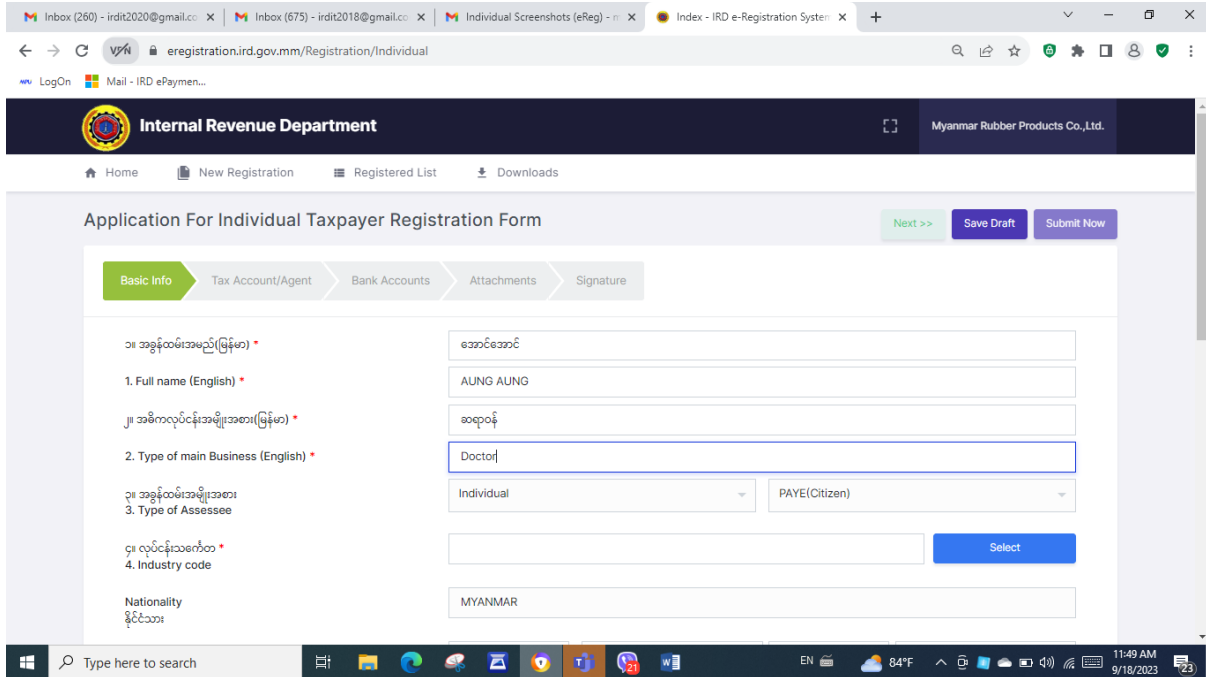 Inbox (260) - irdit2020@gmail.co
Inbox (675) - irdit2018@gmail.co
Individual Screenshots (eReg) - m
Index - IRD e-Registration System
VPN eregistration.ird.gov.mm/Registration/Individual
LogOn Mail - IRD ePaymen...
Internal Revenue Department
Myanmar Rubber Products Co.,Ltd.
Home New Registration Registered List Downloads
Application For Individual Taxpayer Registration Form
Next >> Save Draft Submit Now
Basic Info Tax Account/Agent Bank Accounts Attachments Signature
၁။ အခွန်ထမ်းအမည်(မြန်မာ) * အောင်အောင်
1. Full name (English) * AUNG AUNG
၂။ အဓိကလုပ်ငန်းအမျိုးအစား(မြန်မာ) * ဆရာဝန်
2. Type of main Business (English) * Doctor
၃။ အခွန်ထမ်းအမျိုးအစား
3. Type of Assessee
Individual PAYE(Citizen)
၄။ လုပ်ငန်းသင်္ကေတ *
4. Industry code
Select
Nationality
နိုင်ငံသား
MYANMAR
Type here to search
21
EN
84°F
11:49 AM
9/18/2023
23